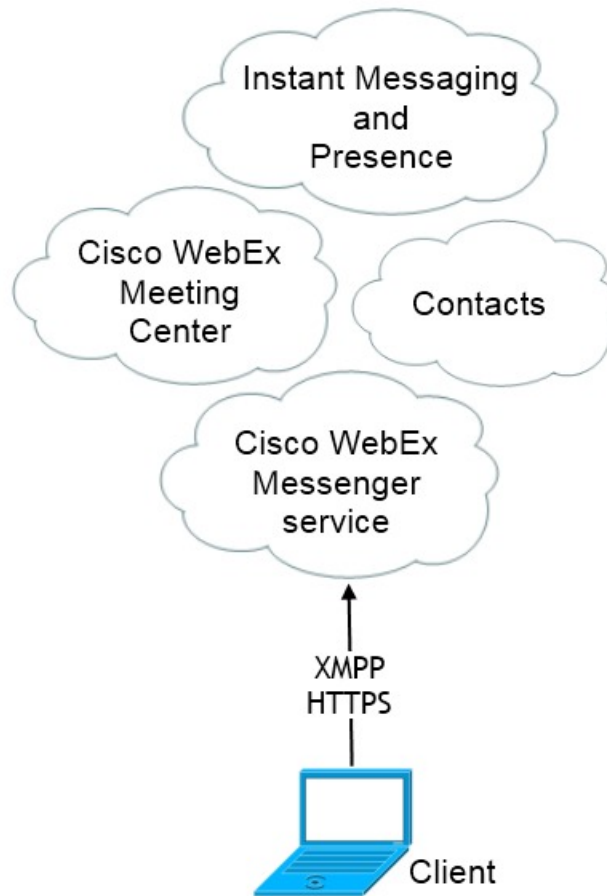 Instant Messaging
and
Presence
Cisco WebEx
Meeting
Center
Contacts
Cisco WebEx
Messenger
service
XMPP
HTTPS
Client